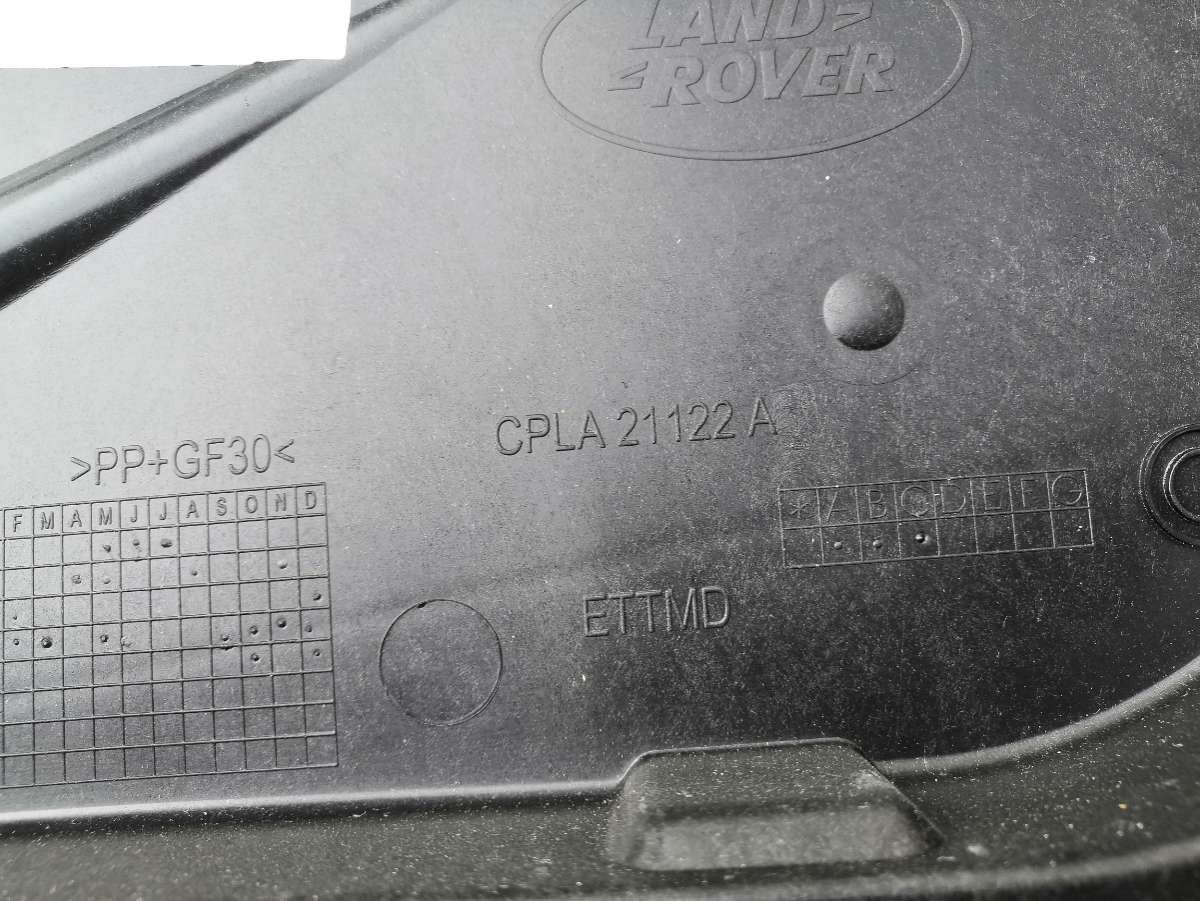 LAND
ROVER
CPLA 21122 A
>PP+GF30<
F M A M J J A S O N D
* A B C D E F G
ETTMD